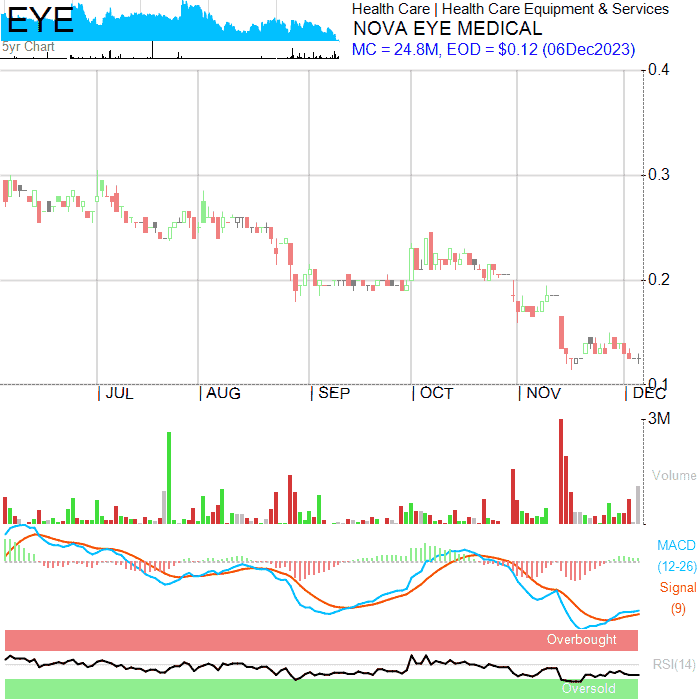 EYE
5yr Chart
Health Care | Health Care Equipment & Services
NOVA EYE MEDICAL
MC = 24.8M, EOD = $0.12 (06Dec2023)
0.4
0.3
0.2
0.1
JUL AUG SEP OCT NOV DEC
3M
Volume
MACD
(12-26)
Signal
(9)
Overbought
RSI(14)
Oversold